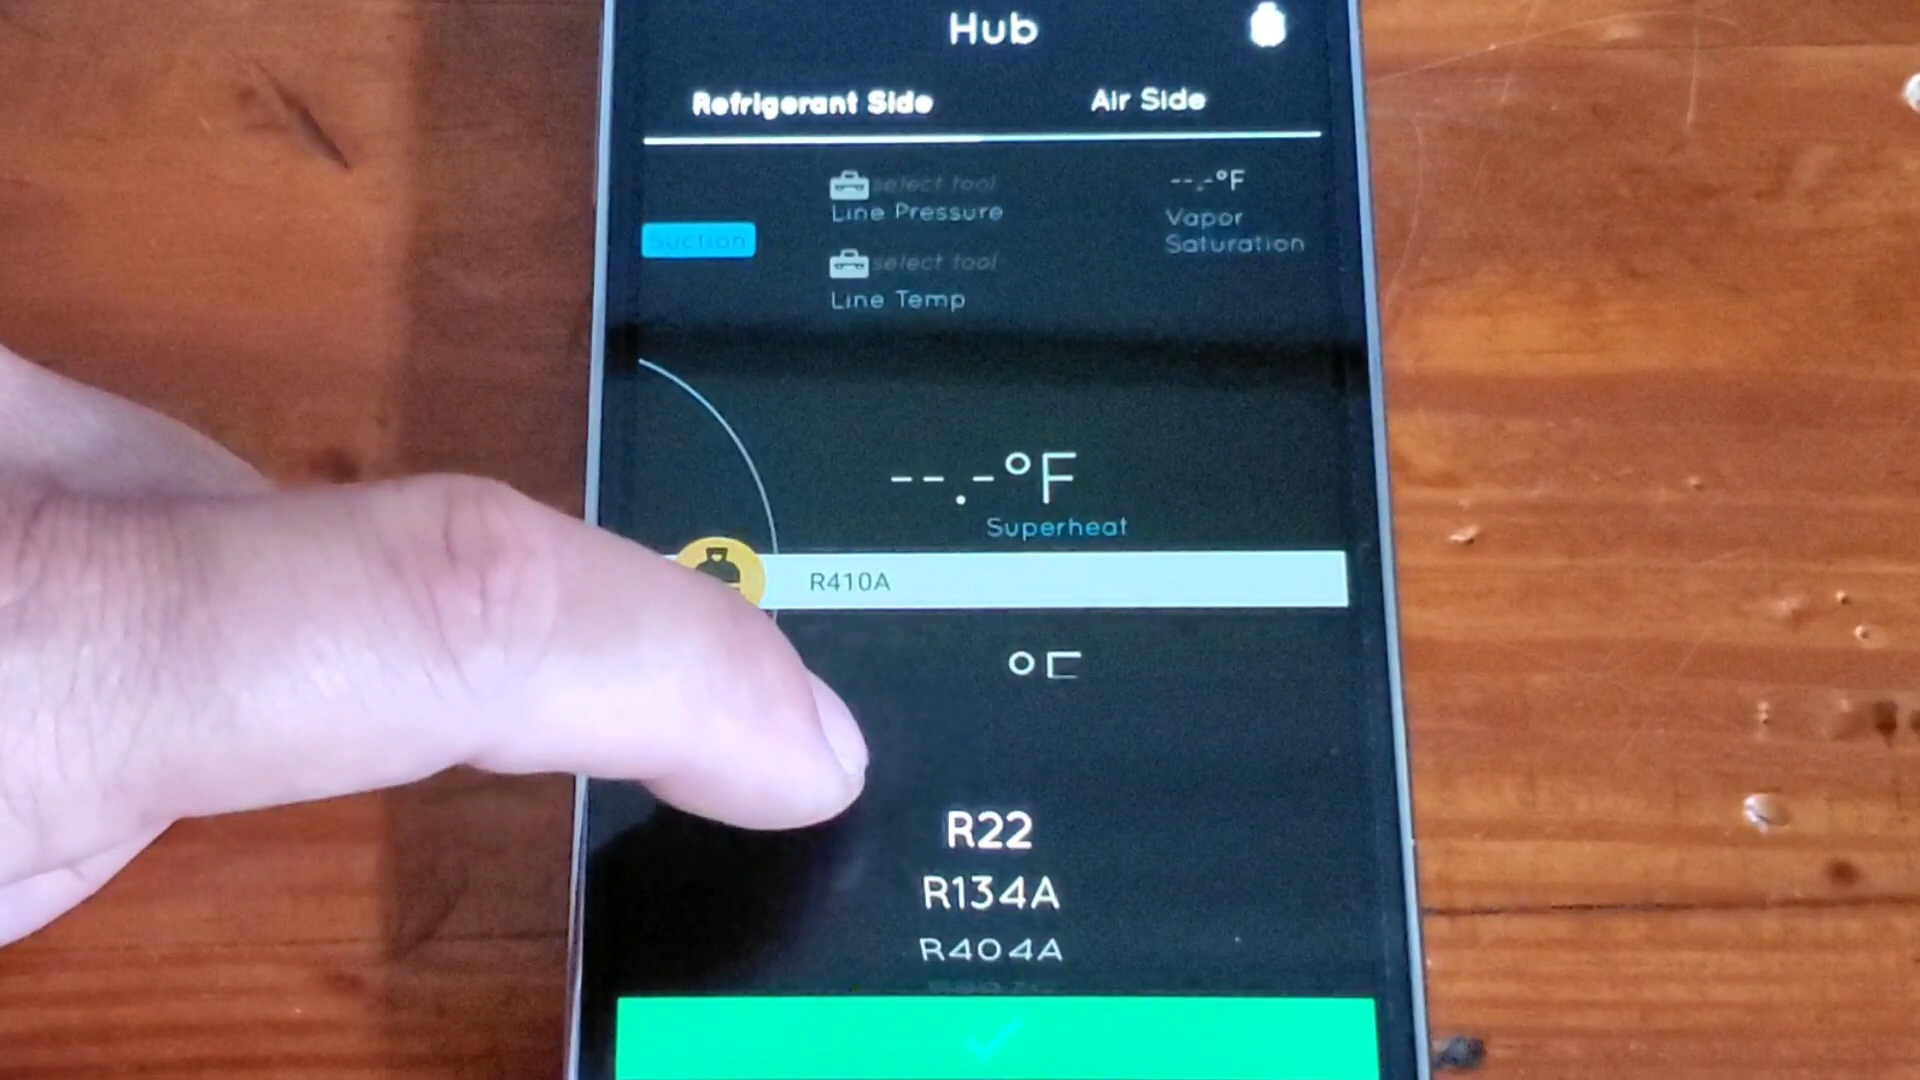 Hub
Refrigerant Side
Air Side
select tool
Line Pressure
--.-°F
Vapor
Saturation
Suction
select tool
Line Temp
--.-°F
Superheat
R410A
R22
R134A
R404A